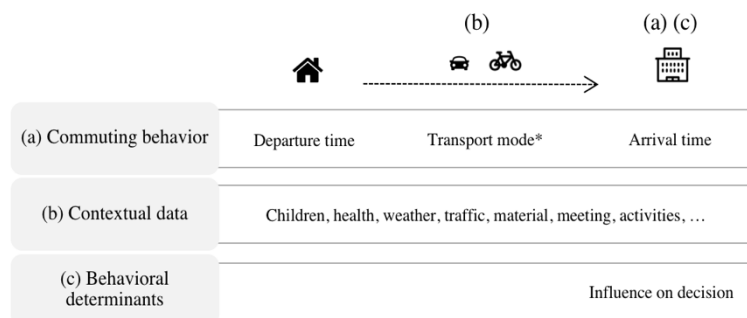 (b) (a) (c)
(a) Commuting behavior
Departure time Transport mode* Arrival time
(b) Contextual data
Children, health, weather, traffic, material, meeting, activities, ...
(c) Behavioral
determinants
Influence on decision